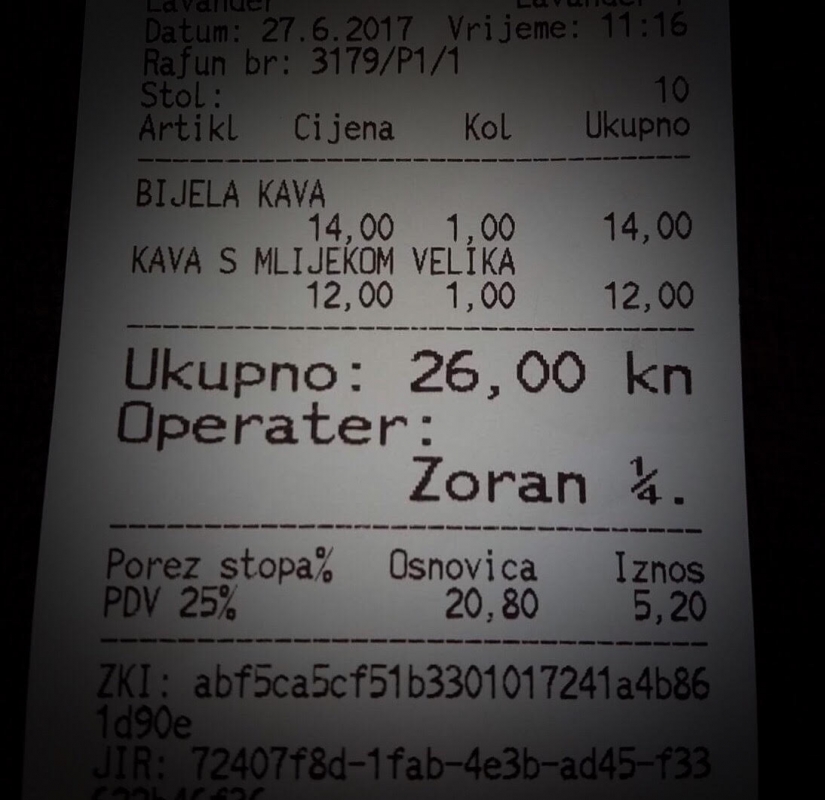 Lavander Lavander
Datum: 27.6.2017 Vrijeme: 11:16
Rafun br: 3179/P1/1
Stol: 10
Artikl Cijena Kol Ukupno
BIJELA KAVA
14,00 1,00 14,00
KAVA S MLIJEKOM VELIKA
12,00 1,00 12,00
Ukupno: 26,00 kn
Operater:
Zoran ¼.
Porez stopa% Osnovica Iznos
PDV 25% 20,80 5,20
ZKI: abf5ca5cf51b3301017241a4b86
1d90e
JIR: 72407f8d-1fab-4e3b-ad45-f33